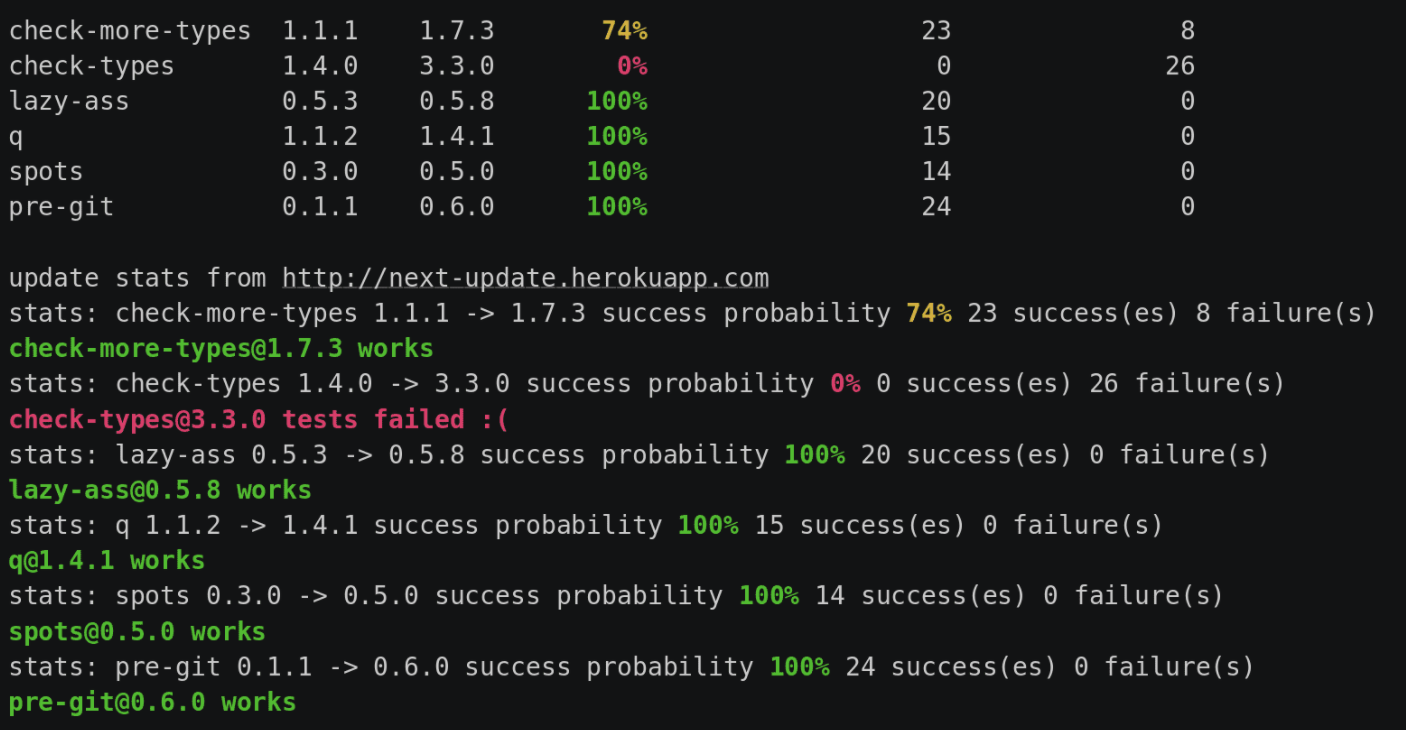 check-more-types  1.1.1    1.7.3       74%                  23               8
check-types       1.4.0    3.3.0        0%                   0              26
lazy-ass          0.5.3    0.5.8      100%                  20               0
q                 1.1.2    1.4.1      100%                  15               0
spots             0.3.0    0.5.0      100%                  14               0
pre-git           0.1.1    0.6.0      100%                  24               0
update stats from http://next-update.herokuapp.com
stats: check-more-types 1.1.1 -> 1.7.3 success probability 74% 23 success(es) 8 failure(s)
check-more-types@1.7.3 works
stats: check-types 1.4.0 -> 3.3.0 success probability 0% 0 success(es) 26 failure(s)
check-types@3.3.0 tests failed :(
stats: lazy-ass 0.5.3 -> 0.5.8 success probability 100% 20 success(es) 0 failure(s)
lazy-ass@0.5.8 works
stats: q 1.1.2 -> 1.4.1 success probability 100% 15 success(es) 0 failure(s)
q@1.4.1 works
stats: spots 0.3.0 -> 0.5.0 success probability 100% 14 success(es) 0 failure(s)
spots@0.5.0 works
stats: pre-git 0.1.1 -> 0.6.0 success probability 100% 24 success(es) 0 failure(s)
pre-git@0.6.0 works